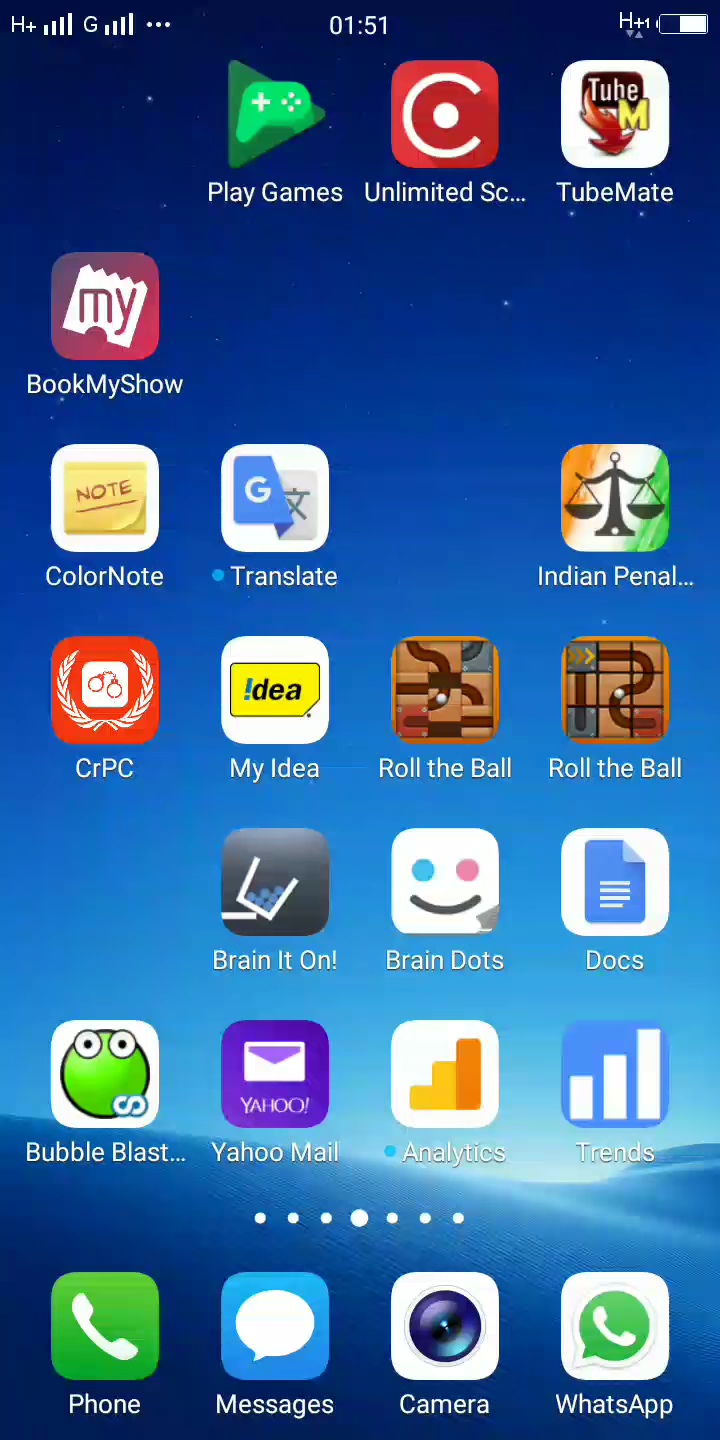 H+ G 01:51 H+1
Tube
M
Play Games Unlimited Sc... TubeMate
my
BookMyShow
NOTE G 文
ColorNote Translate Indian Penal...
!dea
CrPC My Idea Roll the Ball Roll the Ball
Brain It On! Brain Dots Docs
YAHOO!
Bubble Blast... Yahoo Mail Analytics Trends
Phone Messages Camera WhatsApp